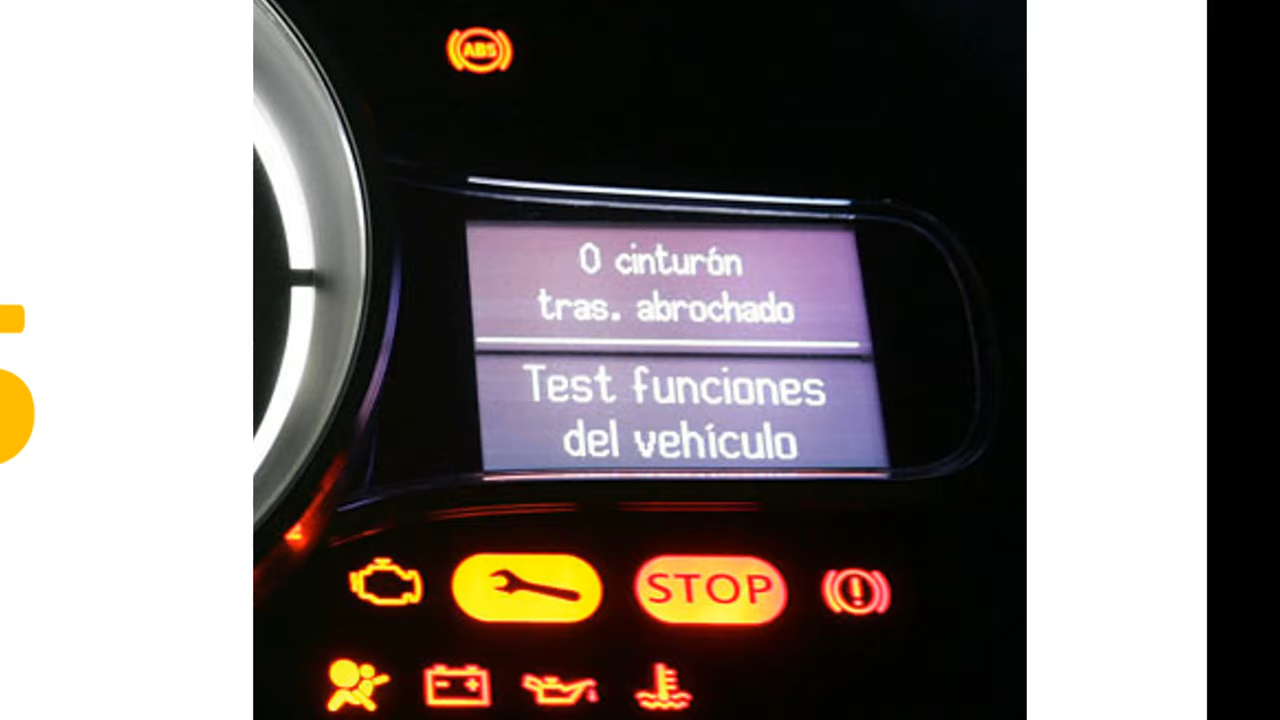 ABS
0 cinturón
tras. abrochado
Test funciones
del vehículo
STOP